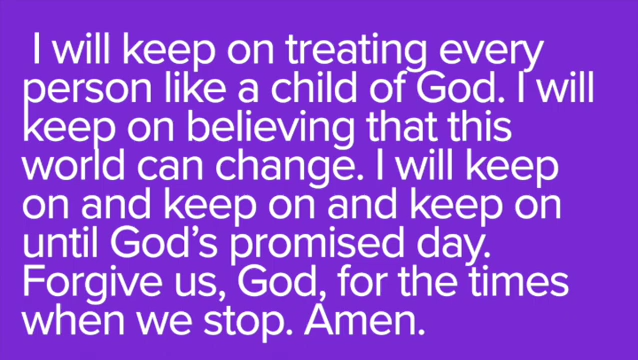 I will keep on treating every
person like a child of God. I will
keep on believing that this
world can change. I will keep
on and keep on and keep on
until God’s promised day.
Forgive us, God, for the times
when we stop. Amen.